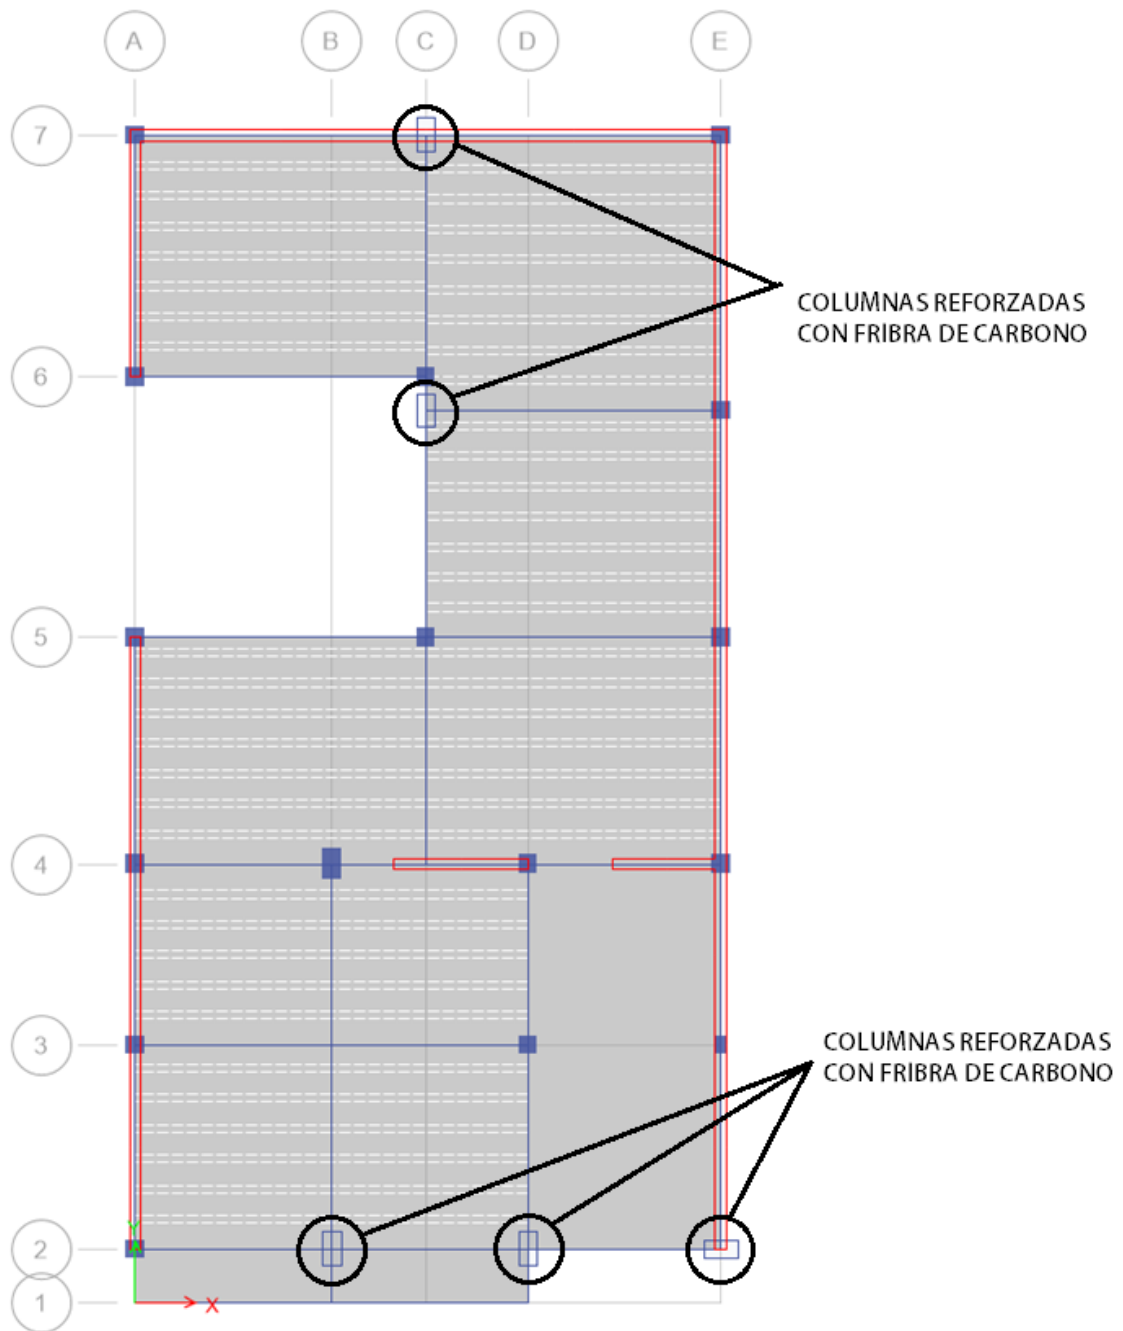 A B C D E
7
COLUMNAS REFORZADAS
CON FRIBRA DE CARBONO
6
5
4
3
COLUMNAS REFORZADAS
CON FRIBRA DE CARBONO
Y
2
1
X